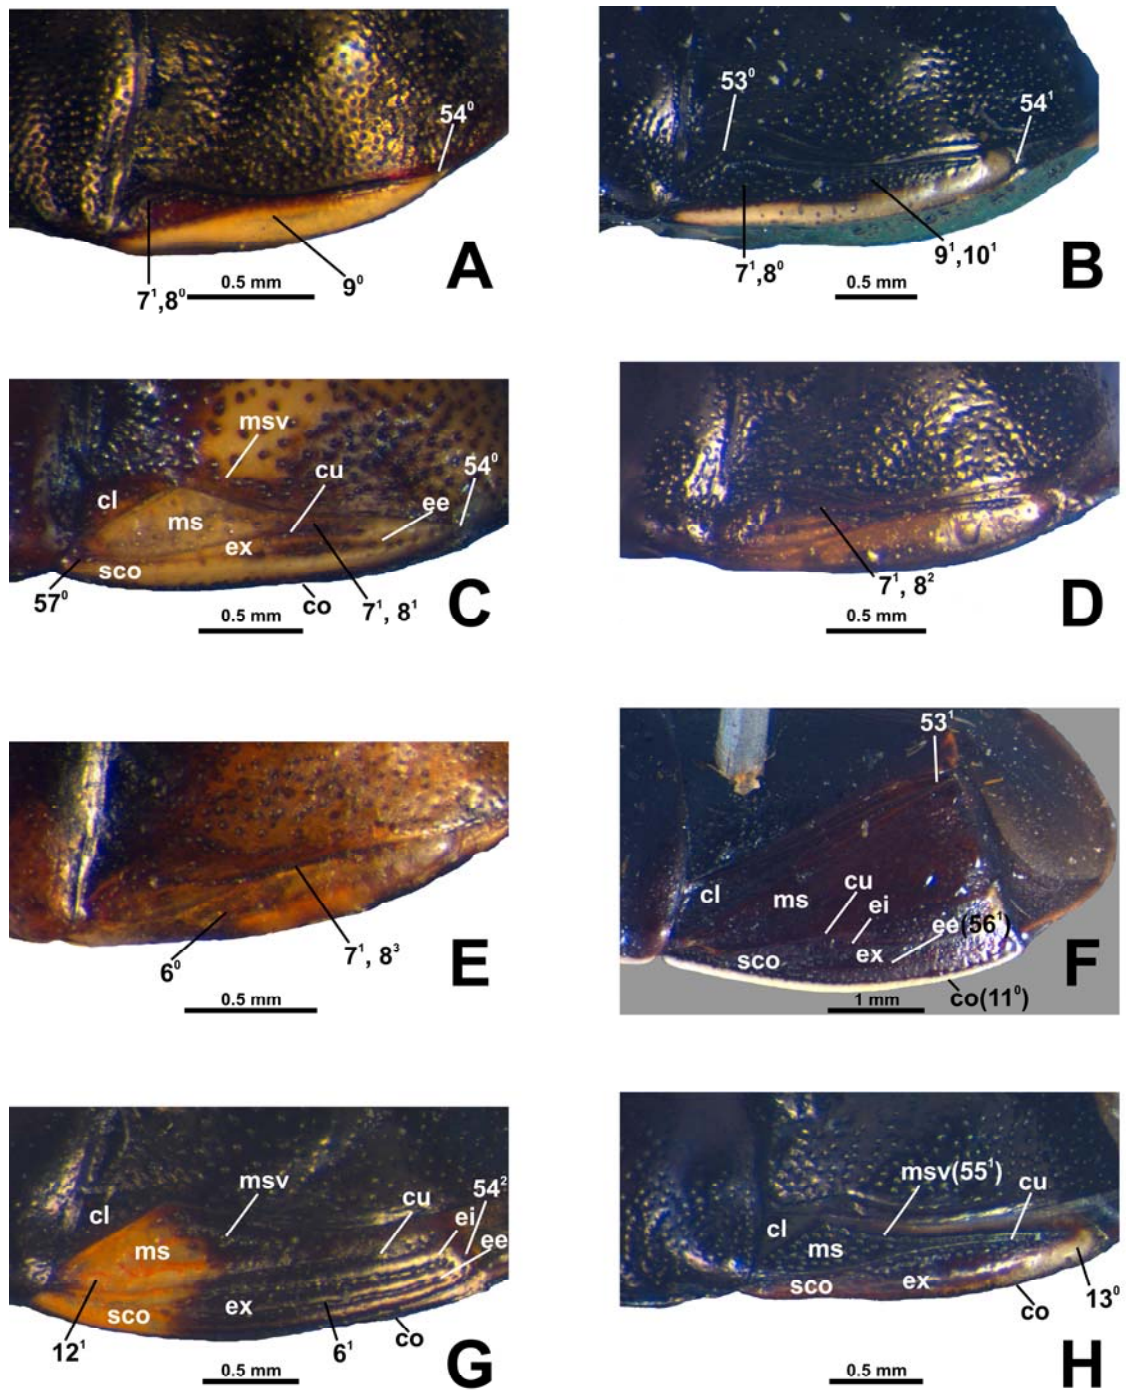 54⁰
A
0.5 mm
7¹,8⁰
9⁰
53⁰
54¹
B
7¹,8⁰
9¹,10¹
0.5 mm
msv
cu
54⁰
cl
ee
ms
ex
sco
57⁰
co
7¹, 8¹
C
0.5 mm
7¹, 8²
D
0.5 mm
6⁰
7¹, 8³
E
0.5 mm
53¹
cl
ms
cu
ei
ee(56¹)
sco
ex
F
1 mm
co(11⁰)
msv
cu
54²
cl
ei
ee
ms
sco
ex
12¹
6¹
co
G
0.5 mm
msv(55¹)
cu
cl
ms
sco
ex
co
13⁰
H
0.5 mm